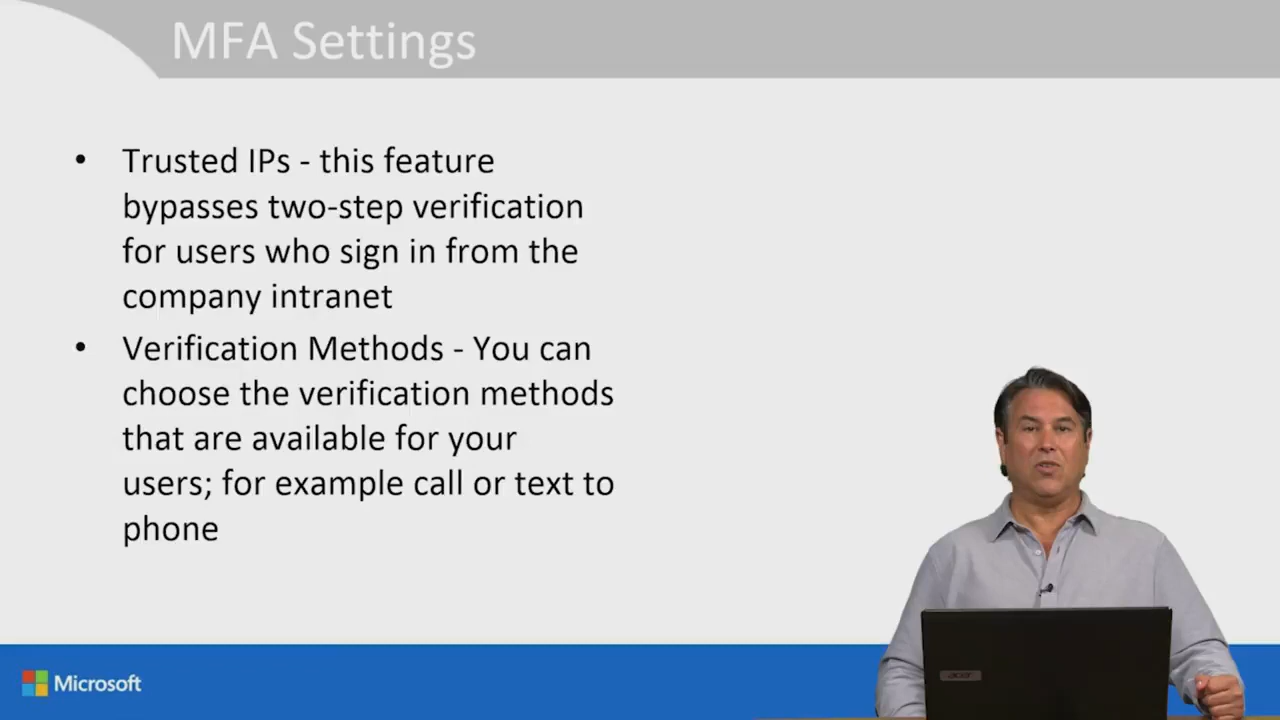 MFA Settings
• Trusted IPs - this feature
bypasses two-step verification
for users who sign in from the
company intranet
• Verification Methods - You can
choose the verification methods
that are available for your
users; for example call or text to
phone
acer
Microsoft